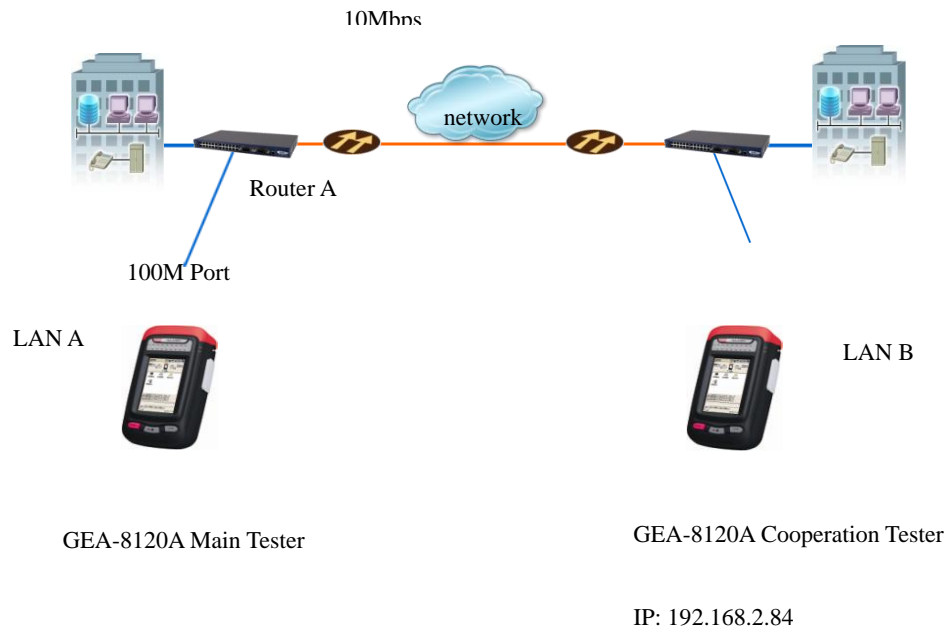 10Mbps
network
Router A
100M Port
LAN A
LAN B
GEA-8120A Main Tester
GEA-8120A Cooperation Tester
IP: 192.168.2.84